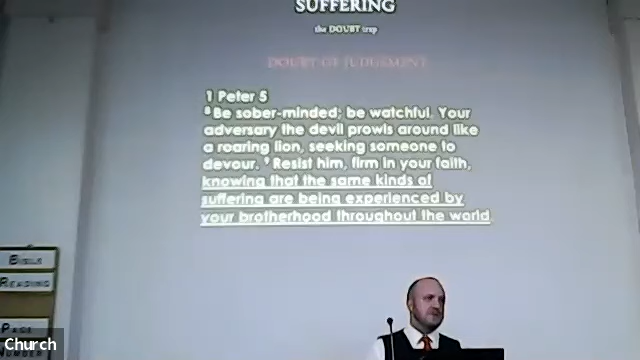 SUFFERING
the DOUBT trap
DOUBT OF JUDGEMENT
1 Peter 5
8 Be sober-minded; be watchful. Your
adversary the devil prowls around like
a roaring lion, seeking someone to
devour. 9 Resist him, firm in your faith,
knowing that the same kinds of
suffering are being experienced by
your brotherhood throughout the world.
BIBLE
READING
PAGE
NUMBER
Church